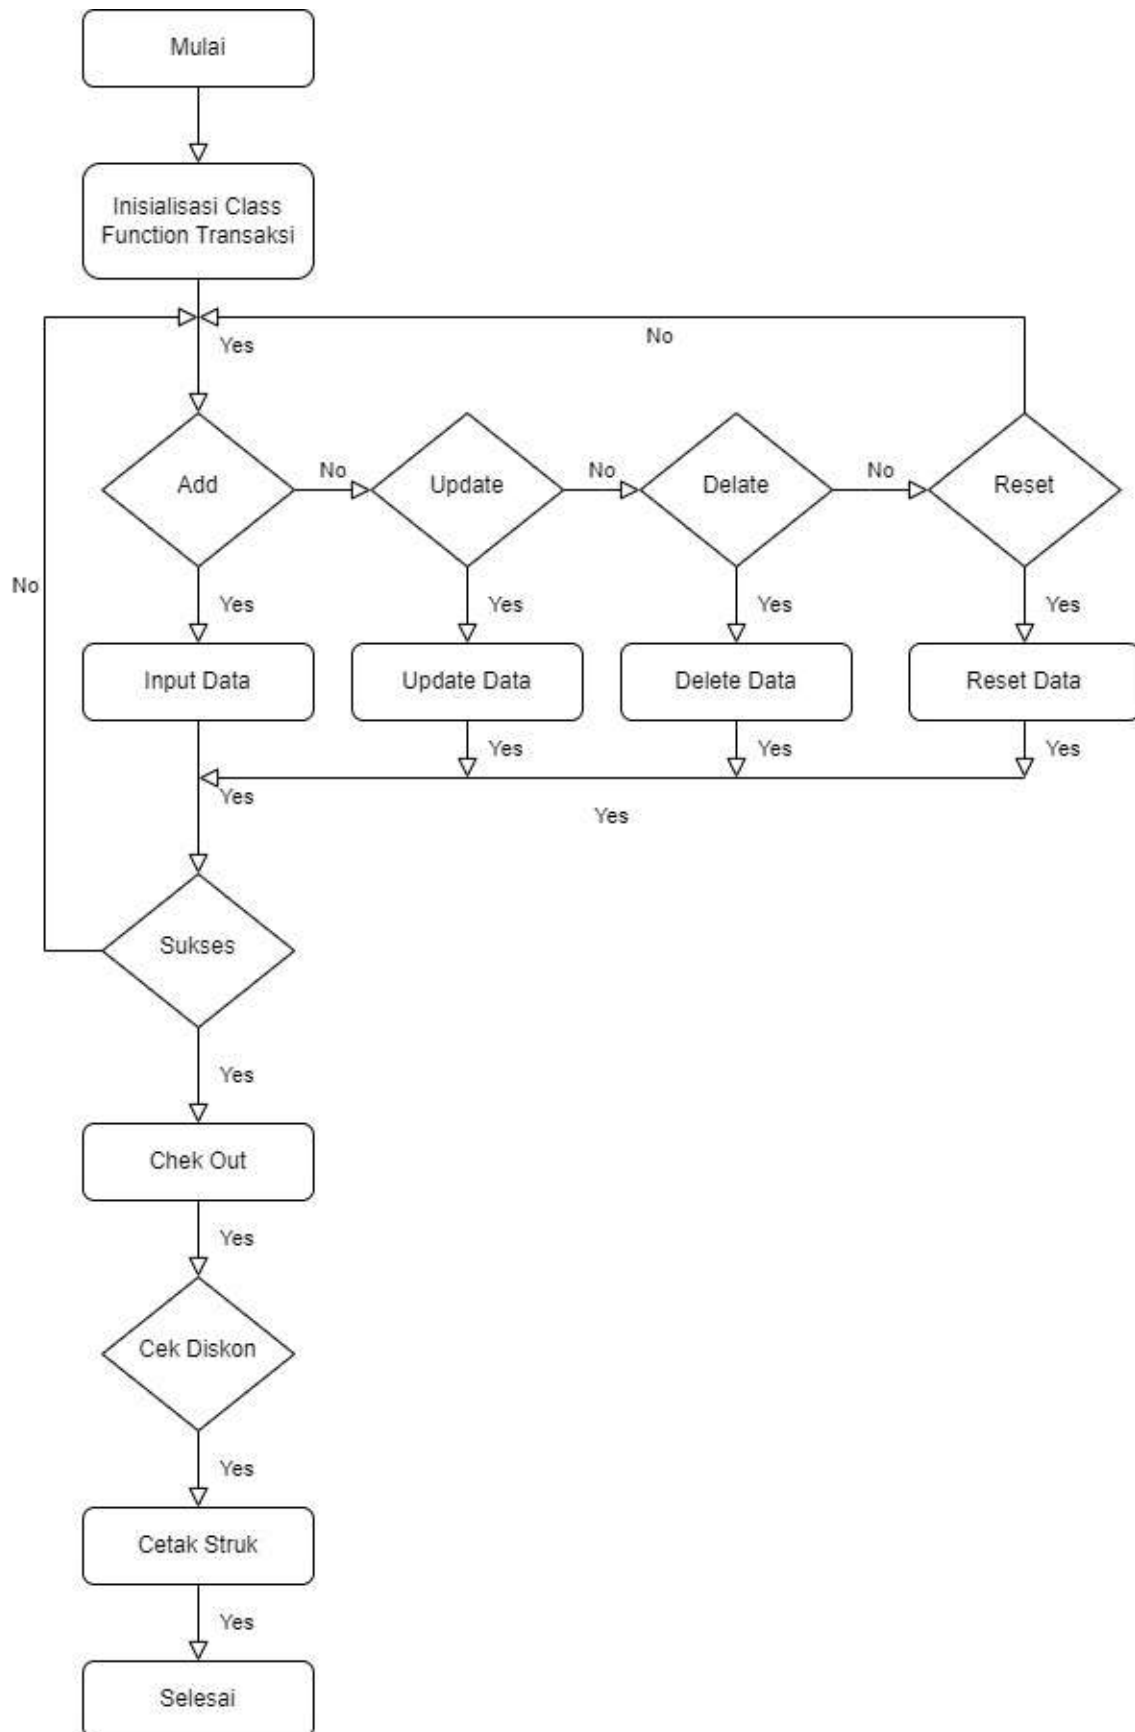 Mulai
Inisialisasi Class
Function Transaksi
Yes
No
Add
No
Update
No
Delate
No
Reset
No
Yes
Yes
Yes
Yes
Input Data
Update Data
Delete Data
Reset Data
Yes
Yes
Yes
Yes
Yes
Sukses
Yes
Chek Out
Yes
Cek Diskon
Yes
Cetak Struk
Yes
Selesai